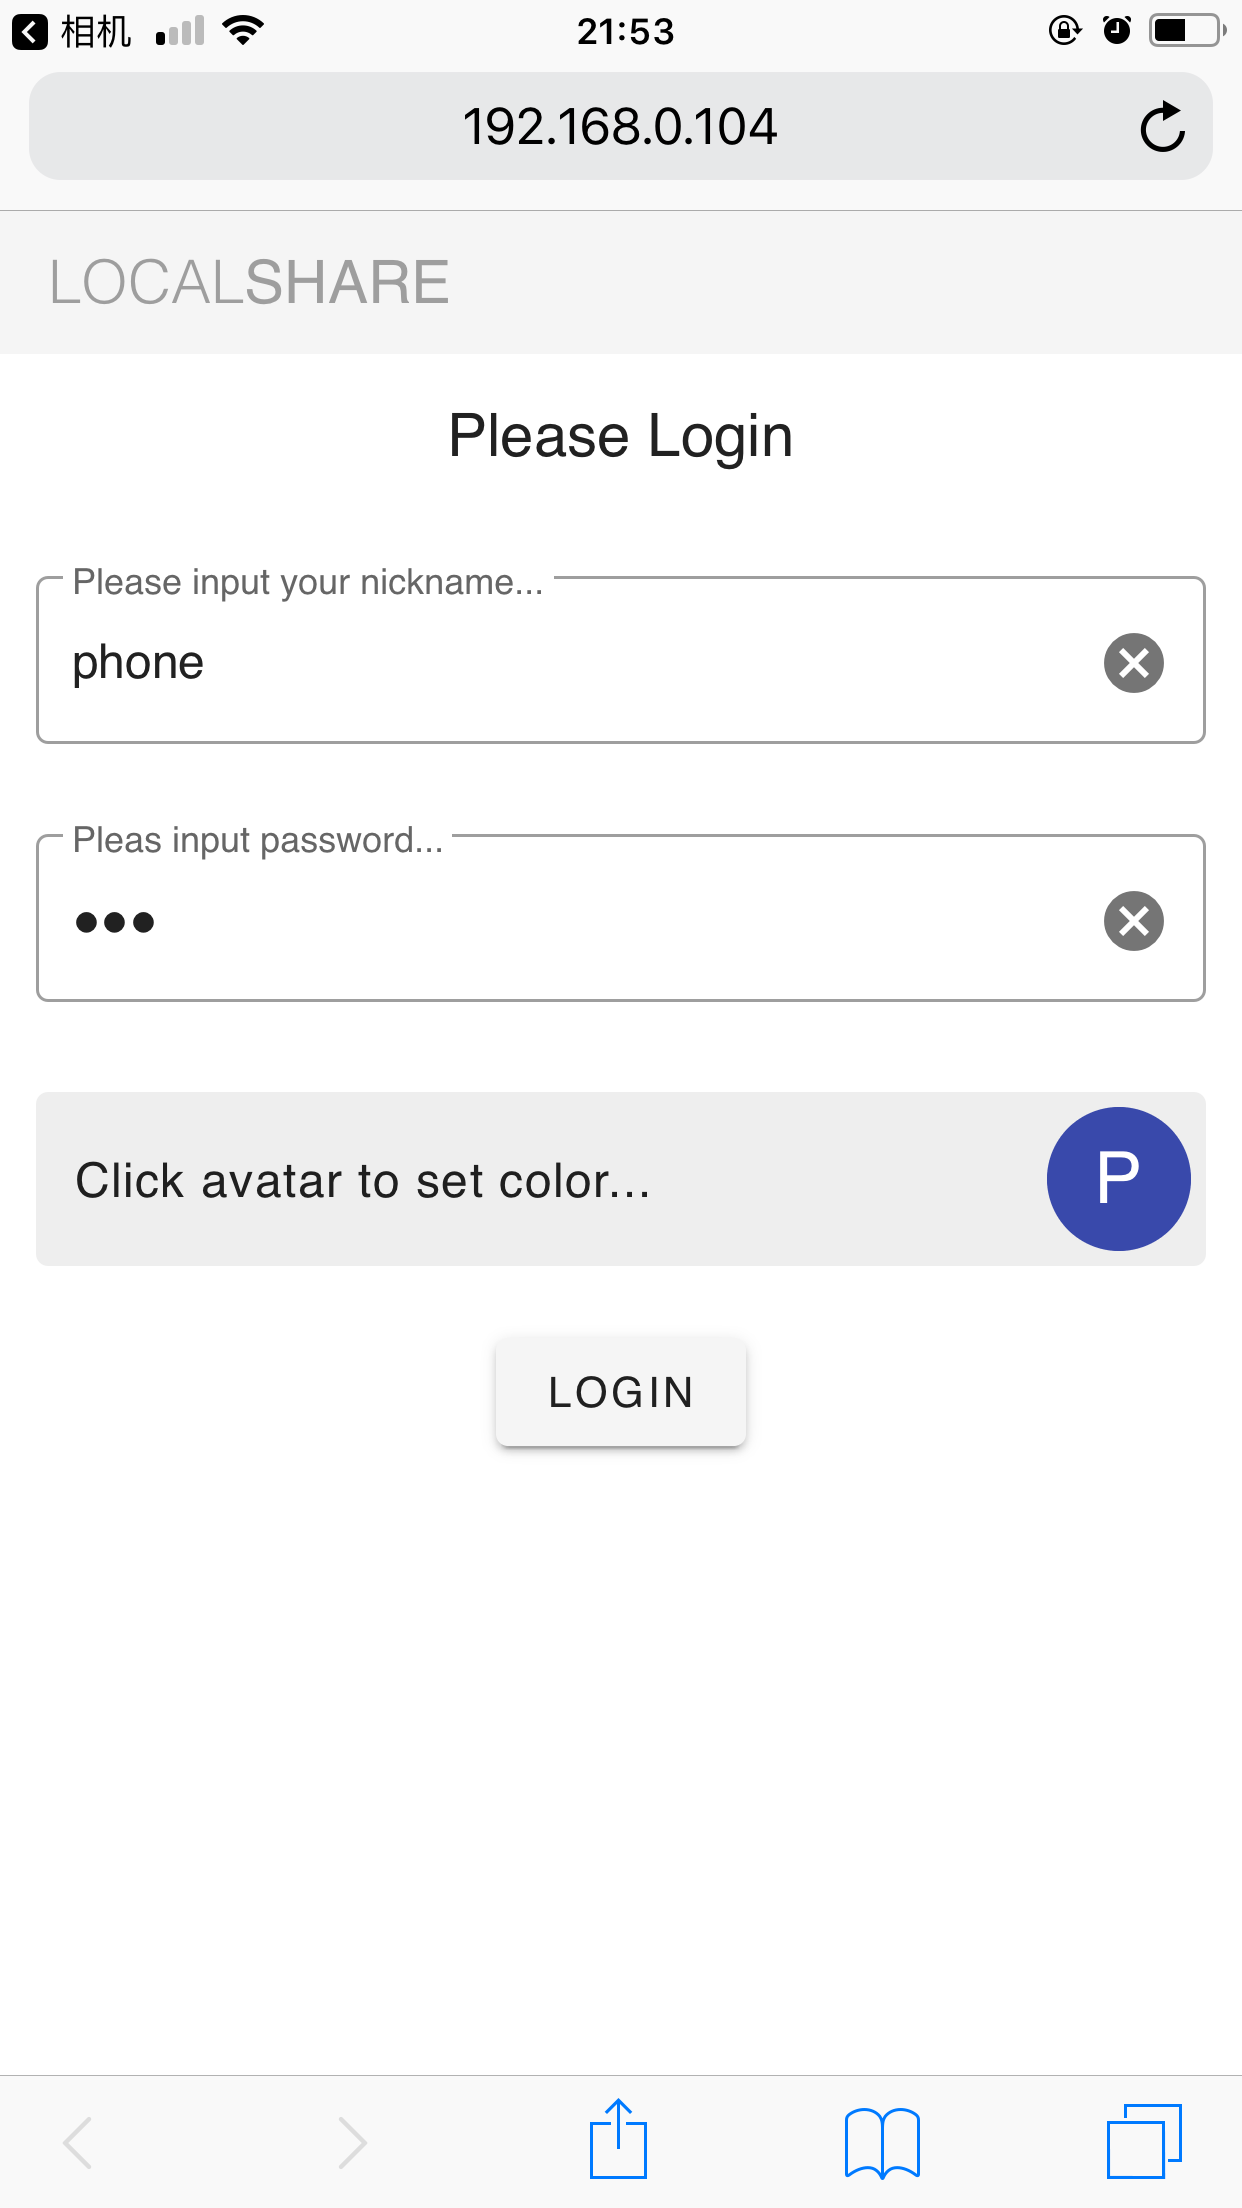 相机 21:53
192.168.0.104
LOCALSHARE
Please Login
Please input your nickname...
phone
Pleas input password...
•••
Click avatar to set color...
P
LOGIN